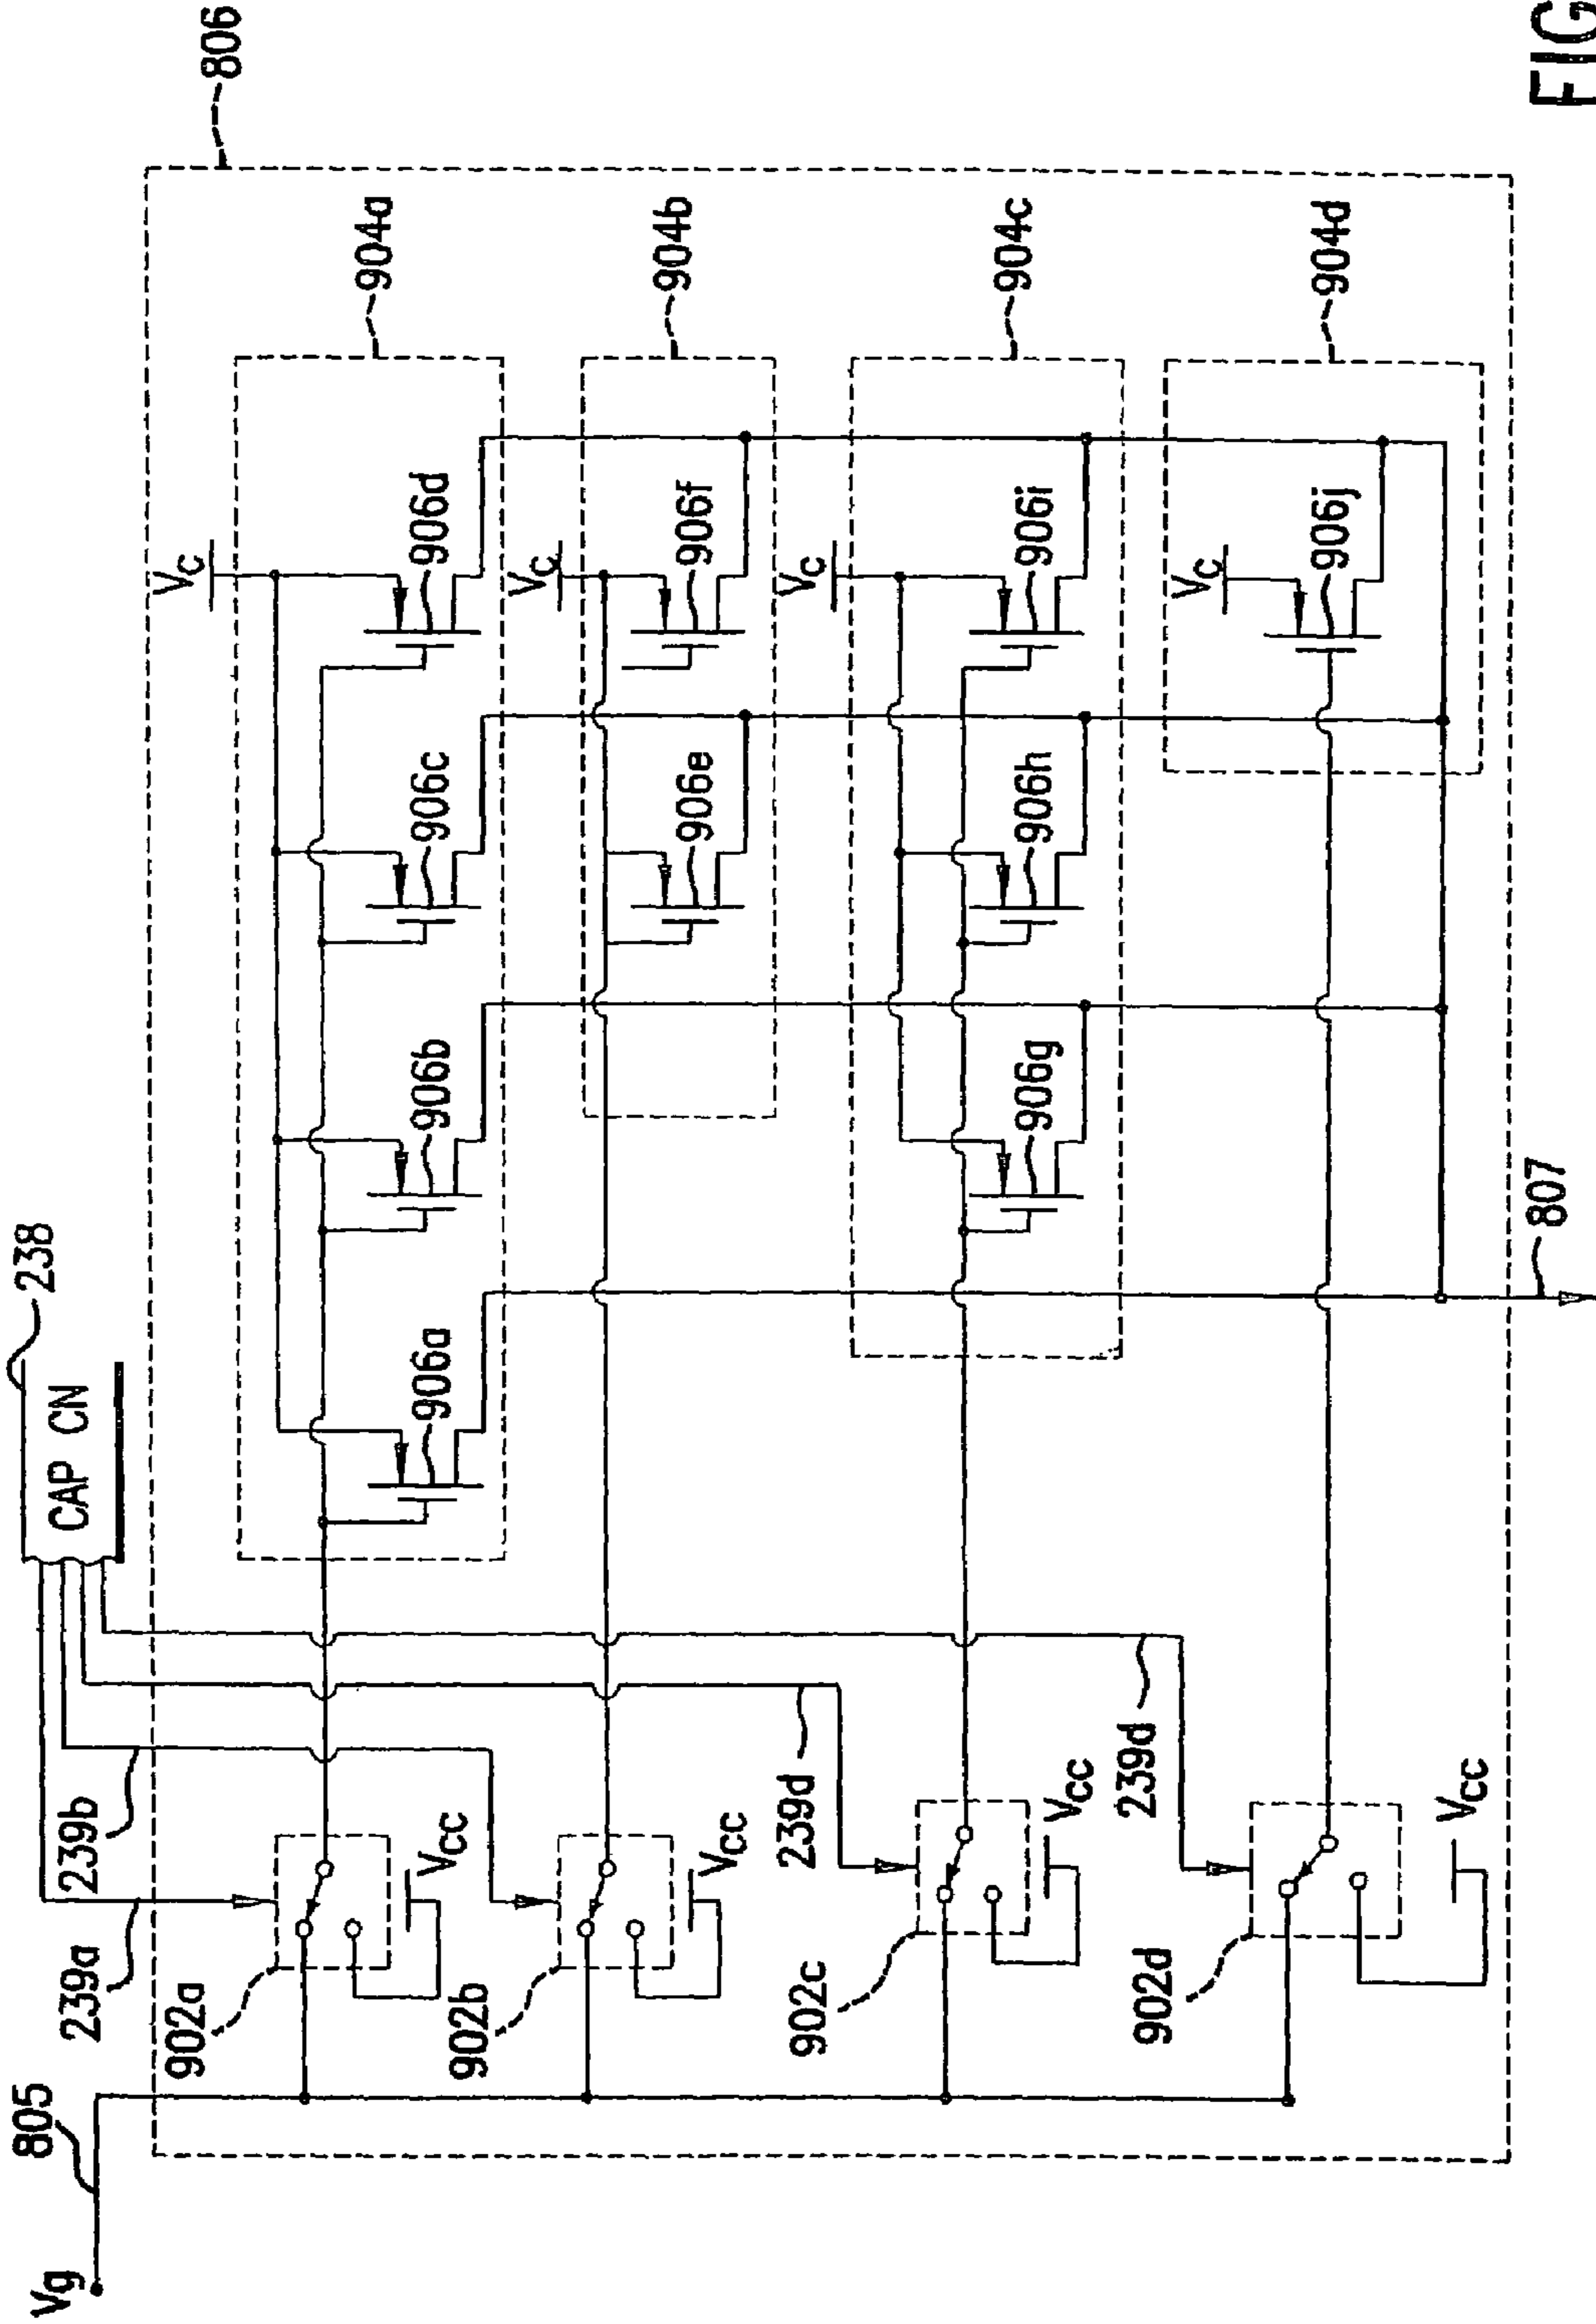 Vg
805
238
CAP CN
239a
239b
902a
VC
806
904a
906a
906b
906c
906d
VCC
902b
VC
904b
906e
906f
VCC
239d
902c
VC
904c
906g
906h
906i
VCC
239d
902d
VC
904d
906j
VCC
807
FIG